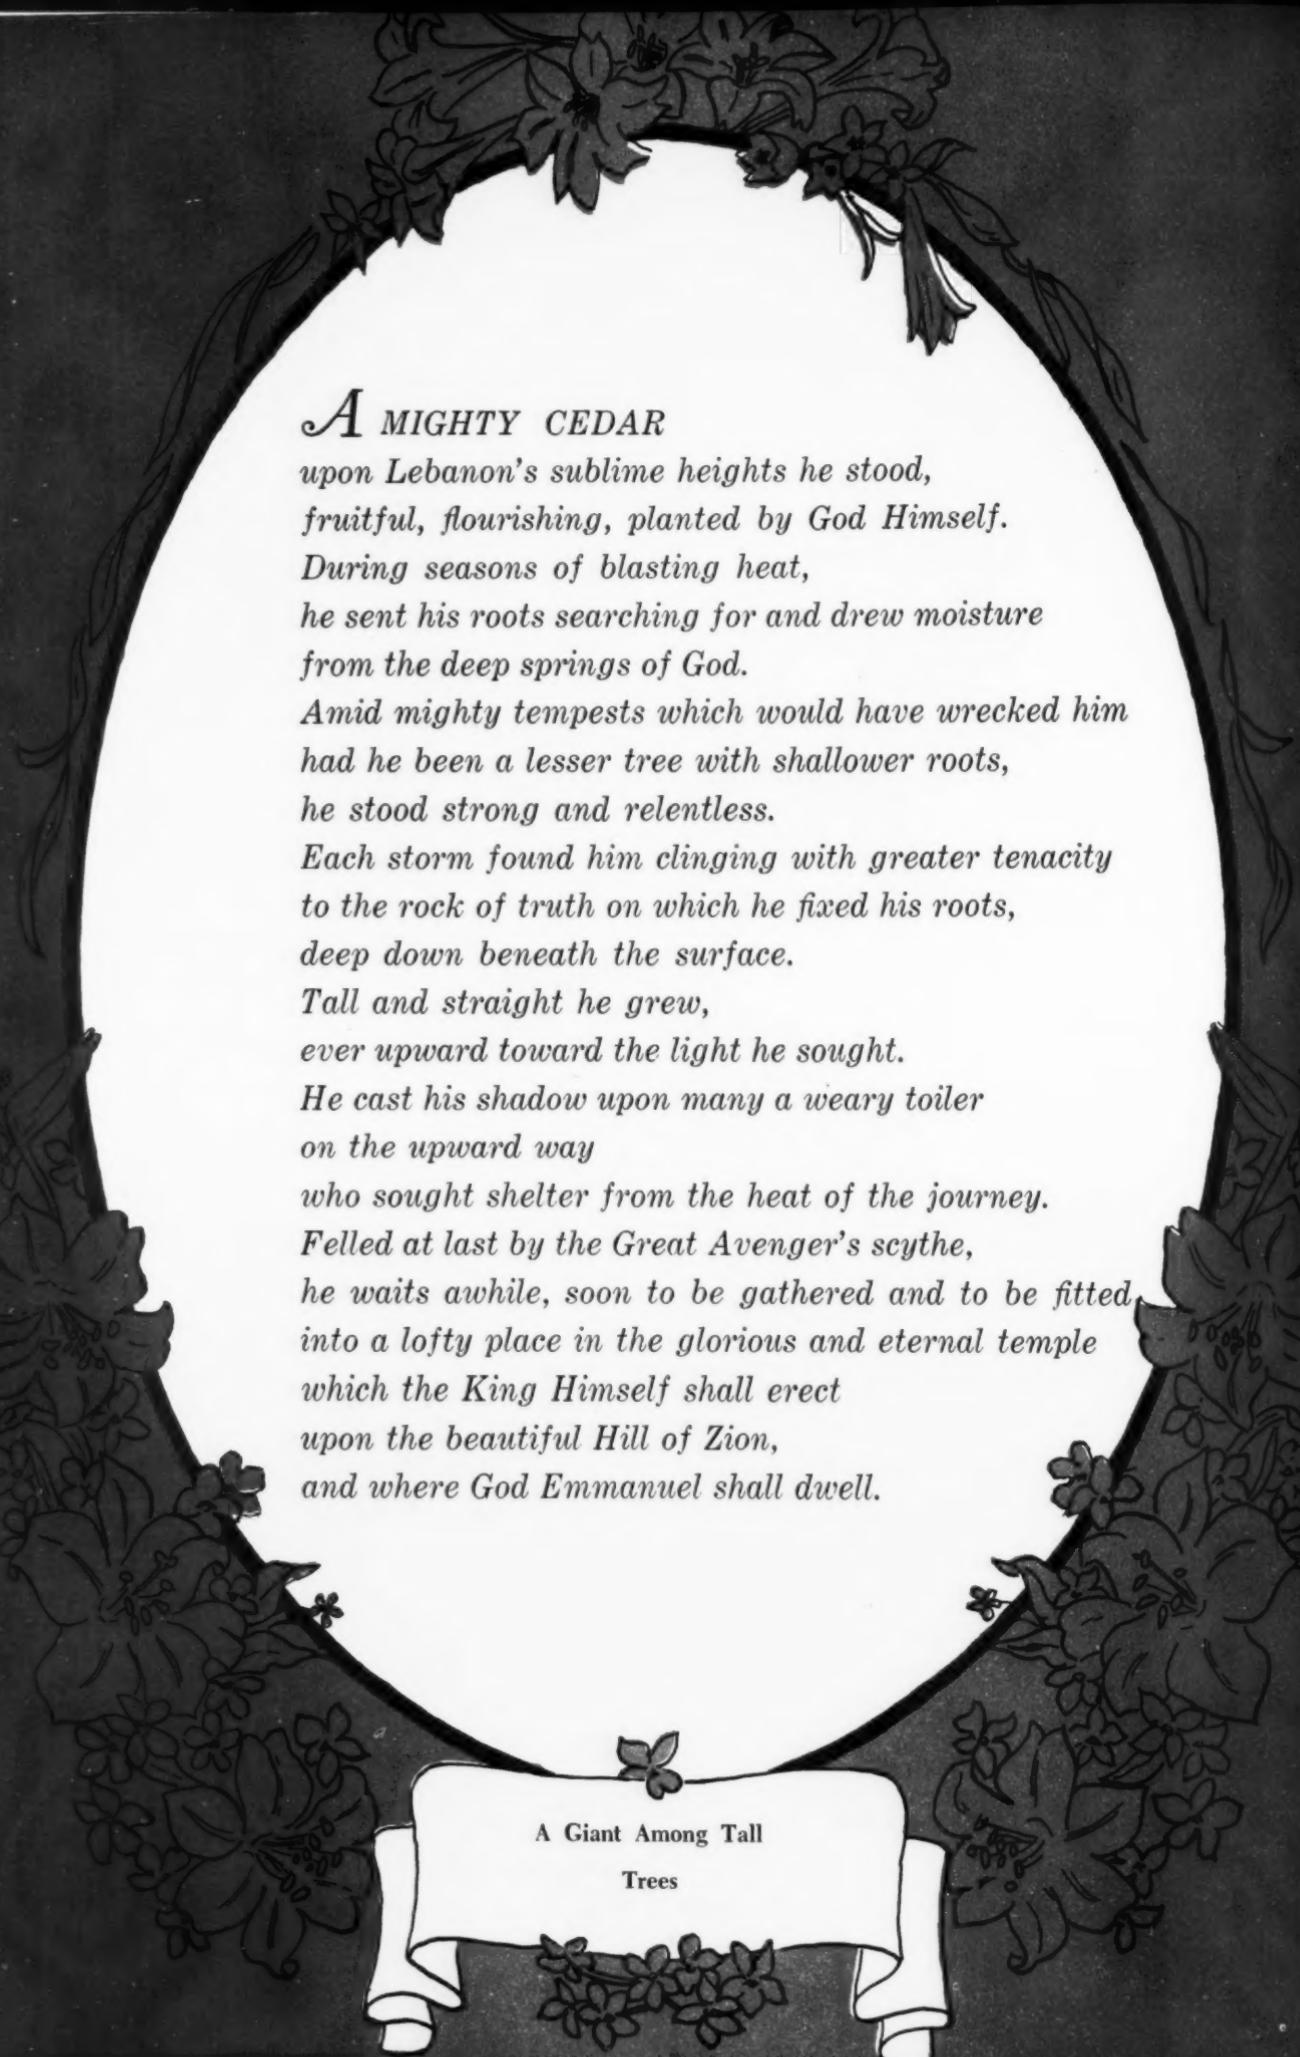 A MIGHTY CEDAR
upon Lebanon's sublime heights he stood,
fruitful, flourishing, planted by God Himself.
During seasons of blasting heat,
he sent his roots searching for and drew moisture
from the deep springs of God.
Amid mighty tempests which would have wrecked him
had he been a lesser tree with shallower roots,
he stood strong and relentless.
Each storm found him clinging with greater tenacity
to the rock of truth on which he fixed his roots,
deep down beneath the surface.
Tall and straight he grew,
ever upward toward the light he sought.
He cast his shadow upon many a weary toiler
on the upward way
who sought shelter from the heat of the journey.
Felled at last by the Great Avenger's scythe,
he waits awhile, soon to be gathered and to be fitted
into a lofty place in the glorious and eternal temple
which the King Himself shall erect
upon the beautiful Hill of Zion,
and where God Emmanuel shall dwell.
A Giant Among Tall
Trees